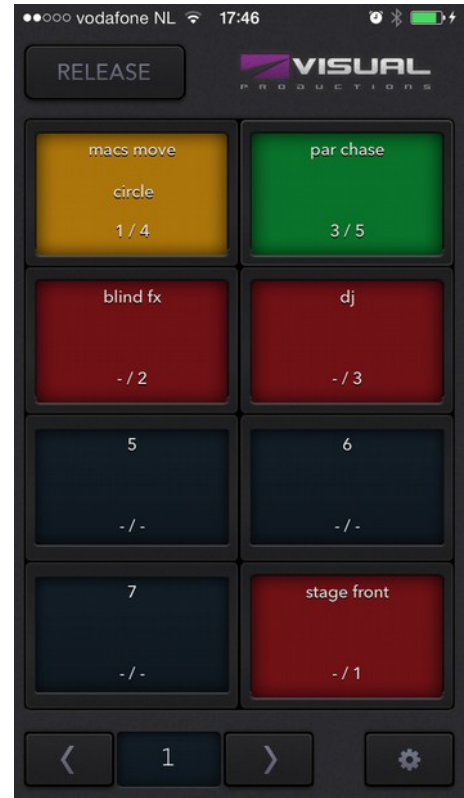 vodafone NL 17:46
RELEASE
VISUAL
PRODUCTIONS
macs move
circle
1 / 4
par chase
3 / 5
blind fx
- / 2
dj
- / 3
5
- / -
6
- / -
7
- / -
stage front
- / 1
1